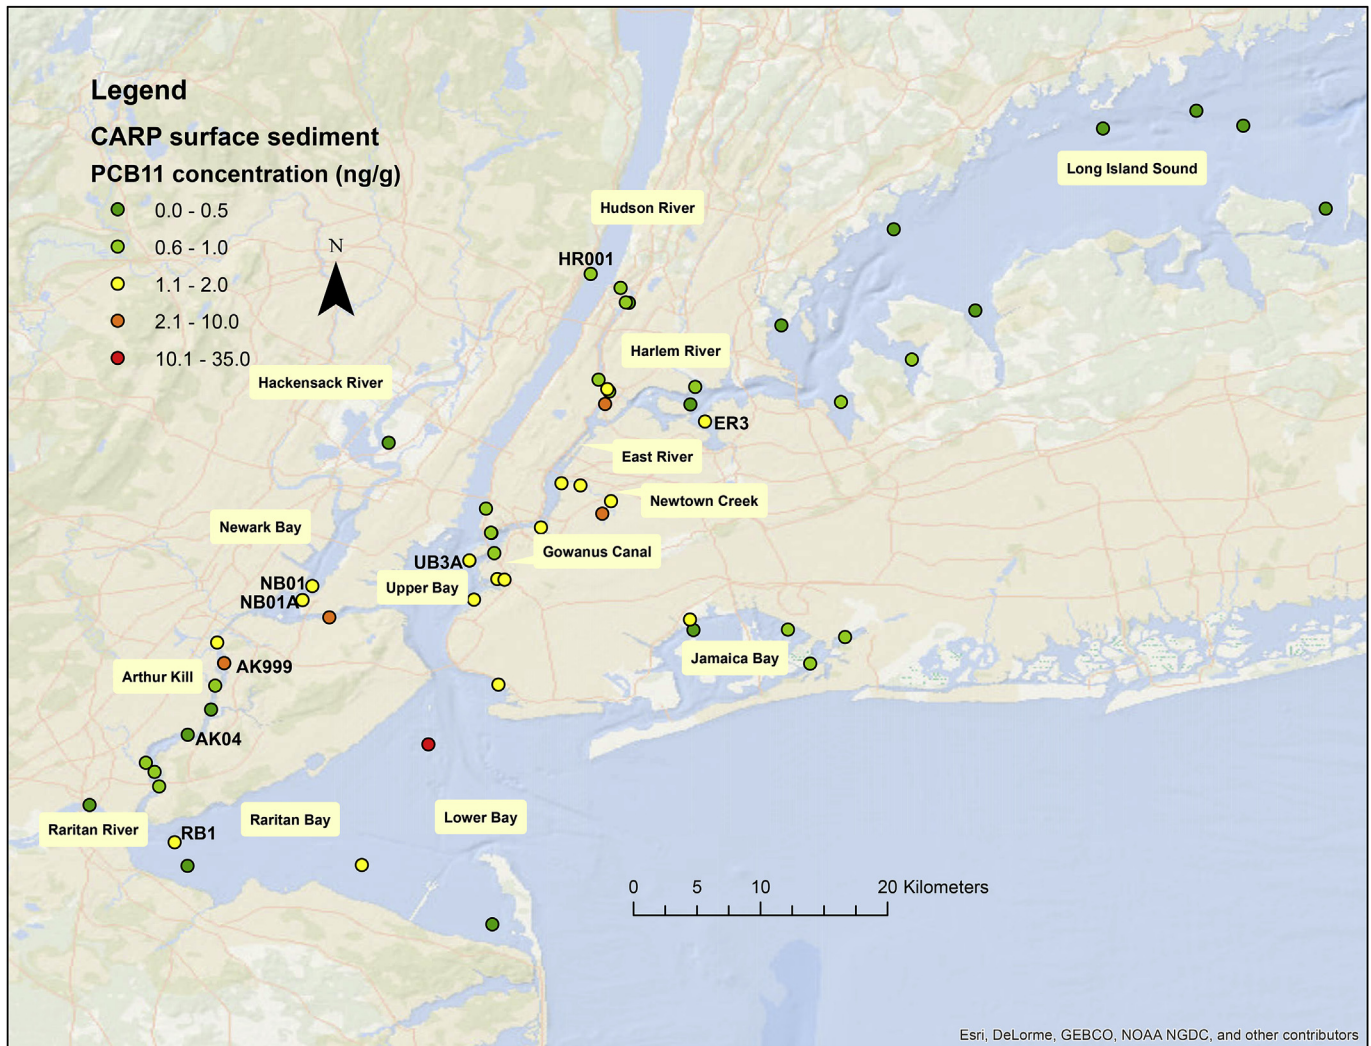 Legend
CARP surface sediment
PCB11 concentration (ng/g)
0.0 - 0.5
0.6 - 1.0
1.1 - 2.0
2.1 - 10.0
10.1 - 35.0
N
Long Island Sound
Hudson River
HR001
Harlem River
Hackensack River
ER3
East River
Newtown Creek
Newark Bay
Gowanus Canal
UB3A
Upper Bay
NB01
NB01A
Jamaica Bay
AK999
Arthur Kill
AK04
Raritan River
RB1
Raritan Bay
Lower Bay
0 5 10 20 Kilometers
Esri, DeLorme, GEBCO, NOAA NGDC, and other contributors